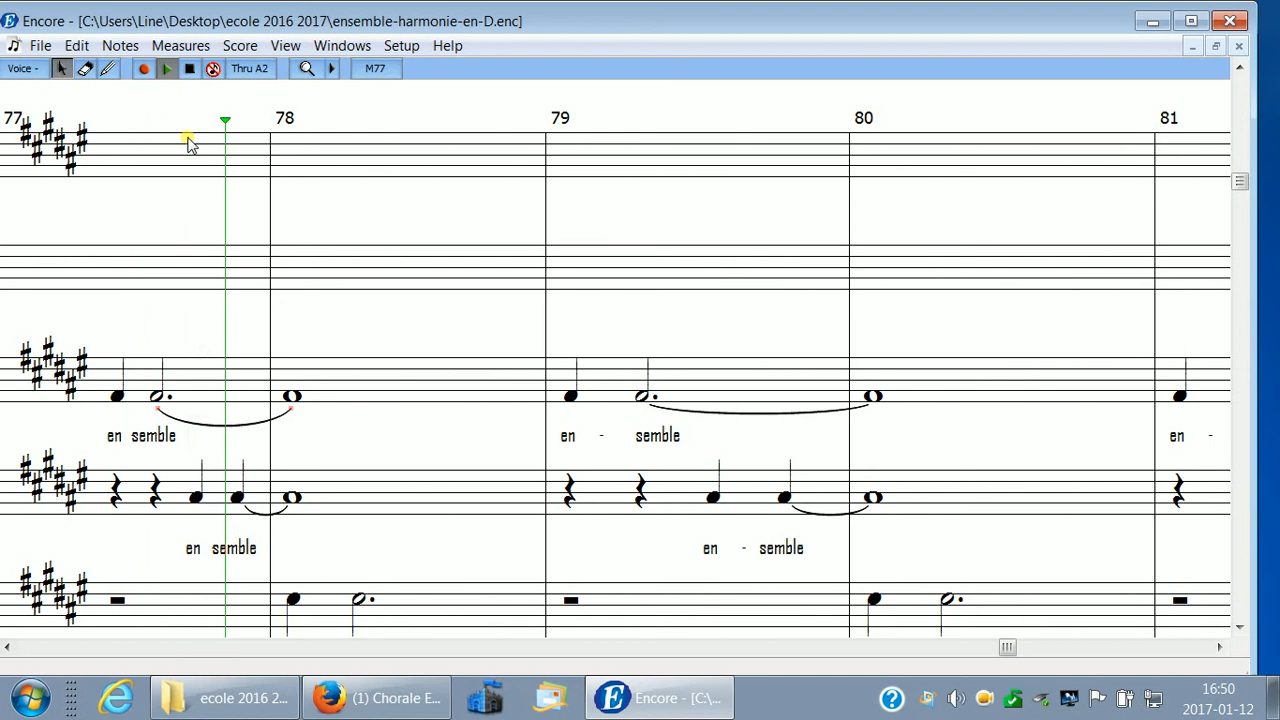 Encore - [C:\Users\Line\Desktop\ecole 2016 2017\ensemble-harmonie-en-D.enc]
File Edit Notes Measures Score View Windows Setup Help
Voice - Thru A2 M77
77 78 79 80 81
en semble en - semble en -
en semble en - semble
ecole 2016 2... (1) Chorale E... Encore - [C:\... 16:50
2017-01-12